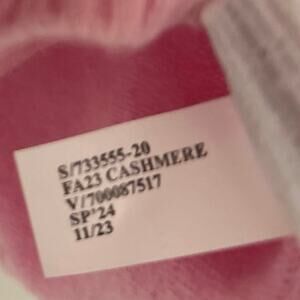 S/733555-20
FA23 CASHMERE
V/700087517
SP'24
11/23